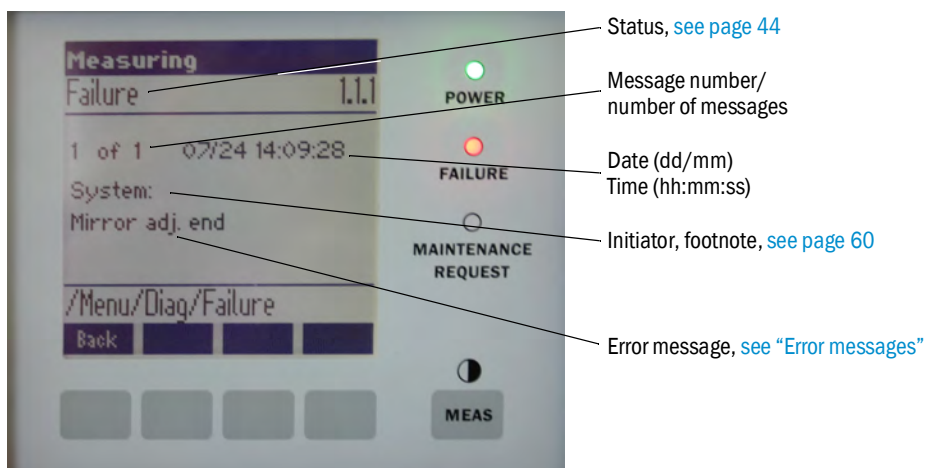 Measuring
Failure 1.1.1
1 of 1 07/24 14:09:28
System:
Mirror adj. end
/Menu/Diag/Failure
Back
POWER
FAILURE
MAINTENANCE
REQUEST
MEAS
Status, see page 44
Message number/
number of messages
Date (dd/mm)
Time (hh:mm:ss)
Initiator, footnote, see page 60
Error message, see “Error messages”